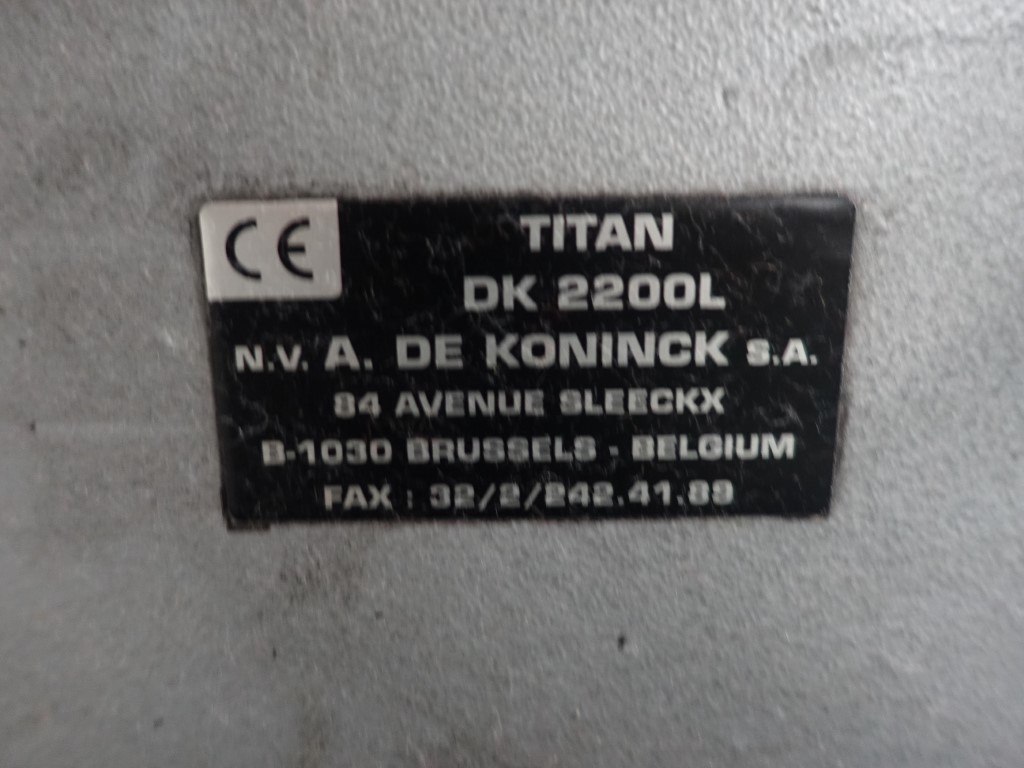 CE
TITAN
DK 2200L
N.V. A. DE KONINCK S.A.
84 AVENUE SLEECKX
B-1030 BRUSSELS - BELGIUM
FAX : 32/2/242.41.89